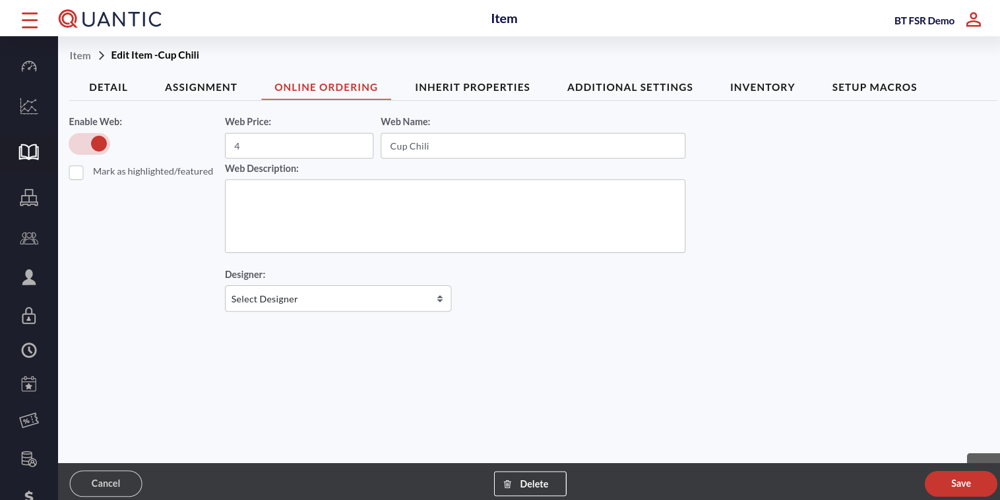 QUANTIC
Item
BT FSR Demo
Item > Edit Item -Cup Chili
DETAIL ASSIGNMENT ONLINE ORDERING INHERIT PROPERTIES ADDITIONAL SETTINGS INVENTORY SETUP MACROS
Enable Web: Web Price: Web Name:
4 Cup Chili
Mark as highlighted/featured Web Description:
Designer:
Select Designer
Cancel Delete Save